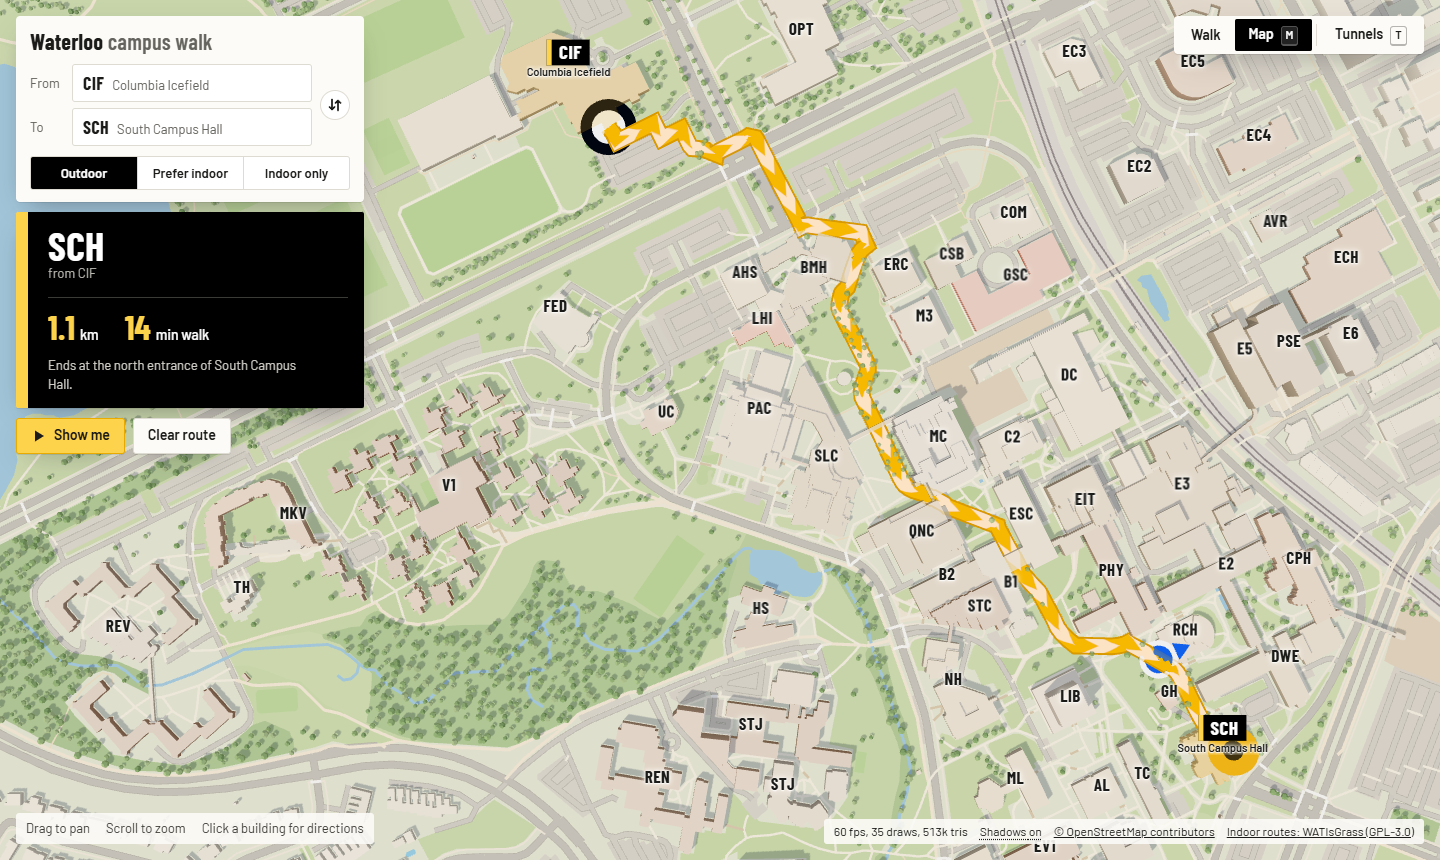 Waterloo campus walk
From
CIF Columbia Icefield
To
SCH South Campus Hall
Outdoor
Prefer indoor
Indoor only
SCH
from CIF
1.1 km
14 min walk
Ends at the north entrance of South Campus
Hall.
Show me
Clear route
Walk
Map M
Tunnels T
CIF
Columbia Icefield
OPT
EC3
EC5
EC4
EC2
COM
AVR
ECH
CSB
ERC
GSC
BMH
AHS
FED
LHI
M3
E5
PSE
E6
DC
UC
PAC
MC
C2
SLC
V1
MKV
EIT
E3
ESC
QNC
B2
B1
PHY
E2
CPH
TH
REV
HS
STC
RCH
DWE
NH
LIB
GH
STJ
SCH
South Campus Hall
REN
STJ
ML
AL
TC
EV1
Drag to pan
Scroll to zoom
Click a building for directions
60 fps, 35 draws, 513k tris
Shadows on
© OpenStreetMap contributors
Indoor routes: WATIsGrass (GPL-3.0)